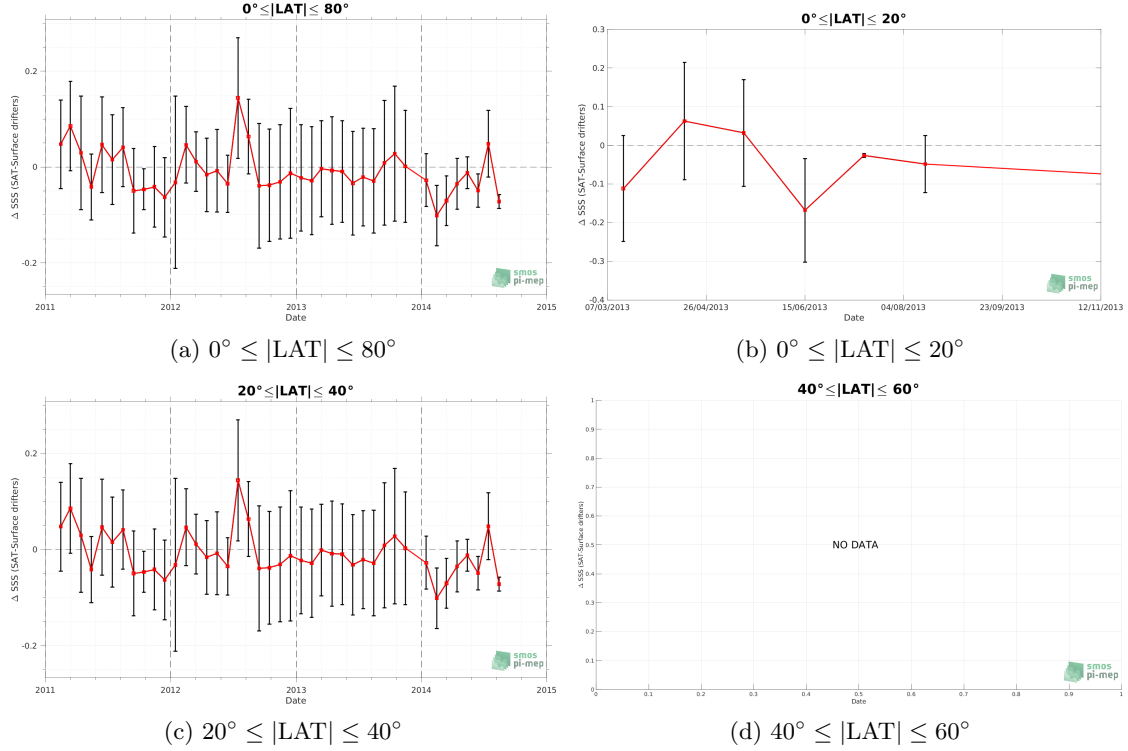 0°≤|LAT|≤ 80°
Δ SSS (SAT-Surface drifters)
0.2
0
-0.2
2011
2012
2013
2014
2015
Date
smos
pi-mep
(a) 0° ≤ |LAT| ≤ 80°
0°≤|LAT|≤ 20°
Δ SSS (SAT-Surface drifters)
0.3
0.2
0.1
0
-0.1
-0.2
-0.3
-0.4
07/03/2013
26/04/2013
15/06/2013
04/08/2013
23/09/2013
12/11/2013
Date
smos
pi-mep
(b) 0° ≤ |LAT| ≤ 20°
20°≤|LAT|≤ 40°
Δ SSS (SAT-Surface drifters)
0.2
0
-0.2
2011
2012
2013
2014
2015
Date
smos
pi-mep
(c) 20° ≤ |LAT| ≤ 40°
40°≤|LAT|≤ 60°
Δ SSS (SAT-Surface drifters)
1
0.9
0.8
0.7
0.6
0.5
0.4
0.3
0.2
0.1
0
NO DATA
0
0.1
0.2
0.3
0.4
0.5
0.6
0.7
0.8
0.9
1
Date
smos
pi-mep
(d) 40° ≤ |LAT| ≤ 60°